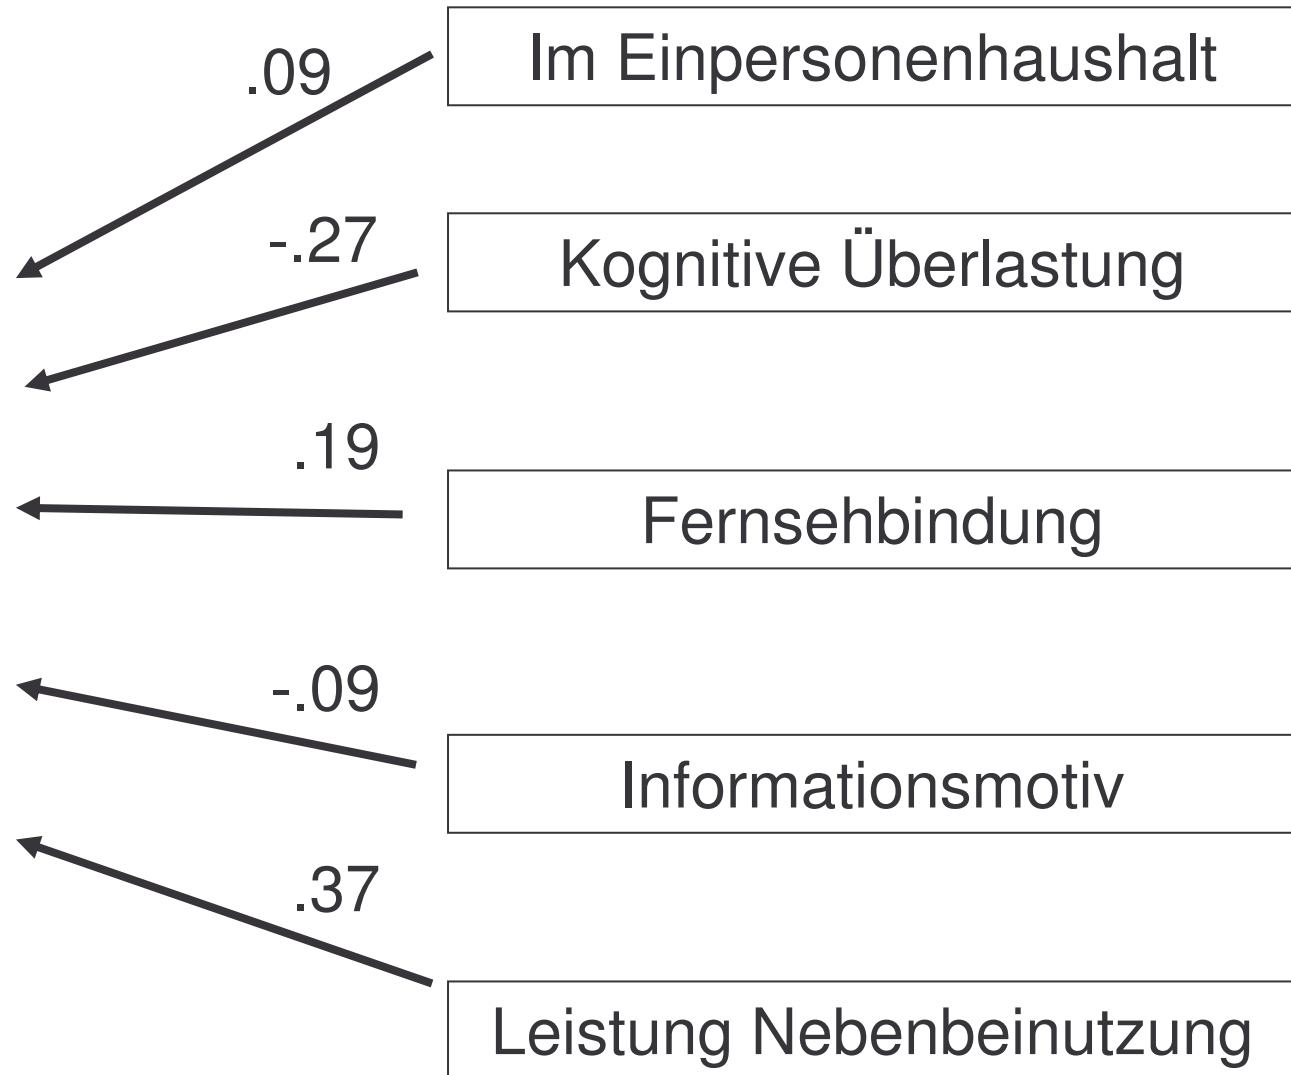 .09
Im Einpersonenhaushalt
-.27
Kognitive Überlastung
.19
Fernsehbindung
-.09
Informationsmotiv
.37
Leistung Nebenbeinutzung